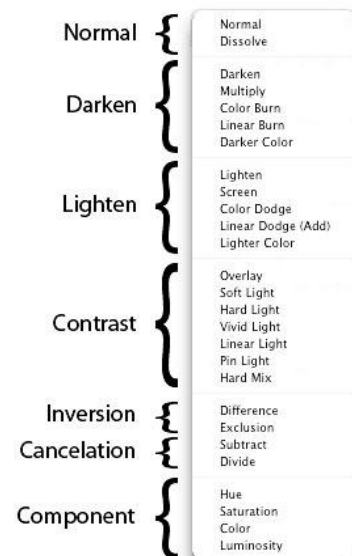 Normal
Normal
Dissolve
Darken
Darken
Multiply
Color Burn
Linear Burn
Darker Color
Lighten
Lighten
Screen
Color Dodge
Linear Dodge (Add)
Lighter Color
Contrast
Overlay
Soft Light
Hard Light
Vivid Light
Linear Light
Pin Light
Hard Mix
Inversion
Difference
Exclusion
Cancelation
Subtract
Divide
Component
Hue
Saturation
Color
Luminosity